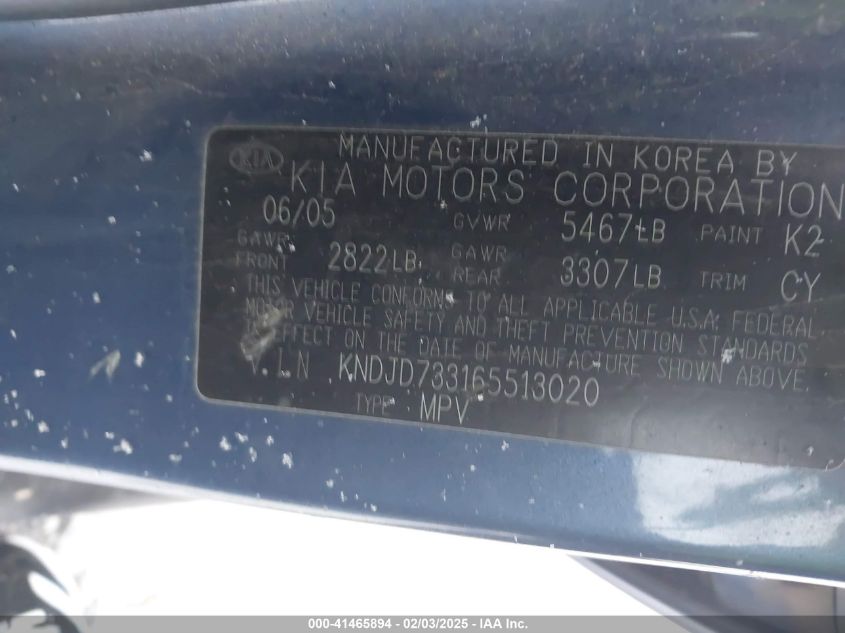 KIA
MANUFACTURED IN KOREA BY
KIA MOTORS CORPORATION
06/05 GVWR 5467LB PAINT K2
GAWR FRONT 2822LB GAWR REAR 3307LB TRIM CY
THIS VEHICLE CONFORMS TO ALL APPLICABLE U.S.A. FEDERAL
MOTOR VEHICLE SAFETY AND THEFT PREVENTION STANDARDS
IN EFFECT ON THE DATE OF MANUFACTURE SHOWN ABOVE.
V.I.N KNDJD733165513020
TYPE MPV
000-41465894 - 02/03/2025 - IAA Inc.